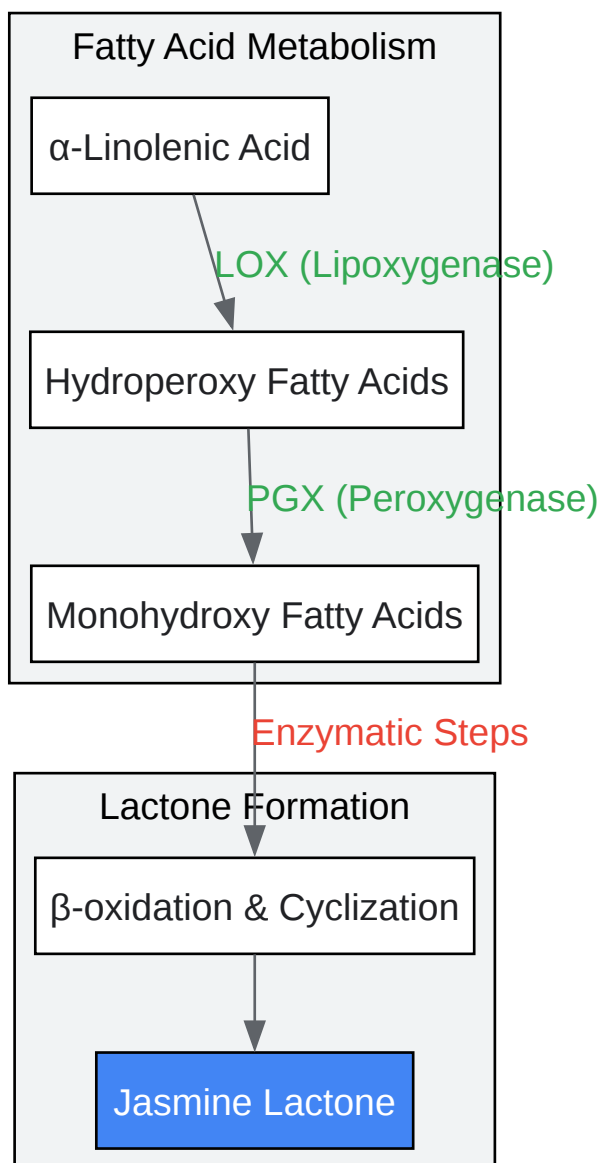 Fatty Acid Metabolism
α-Linolenic Acid
LOX (Lipoxygenase)
Hydroperoxy Fatty Acids
PGX (Peroxygenase)
Monohydroxy Fatty Acids
Enzymatic Steps
Lactone Formation
β-oxidation & Cyclization
Jasmine Lactone